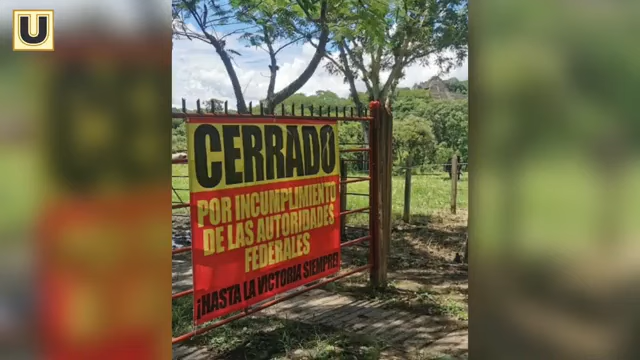 U
CERRADO
POR INCUMPLIMIENTO
DE LAS AUTORIDADES
FEDERALES
¡HASTA LA VICTORIA SIEMPRE!